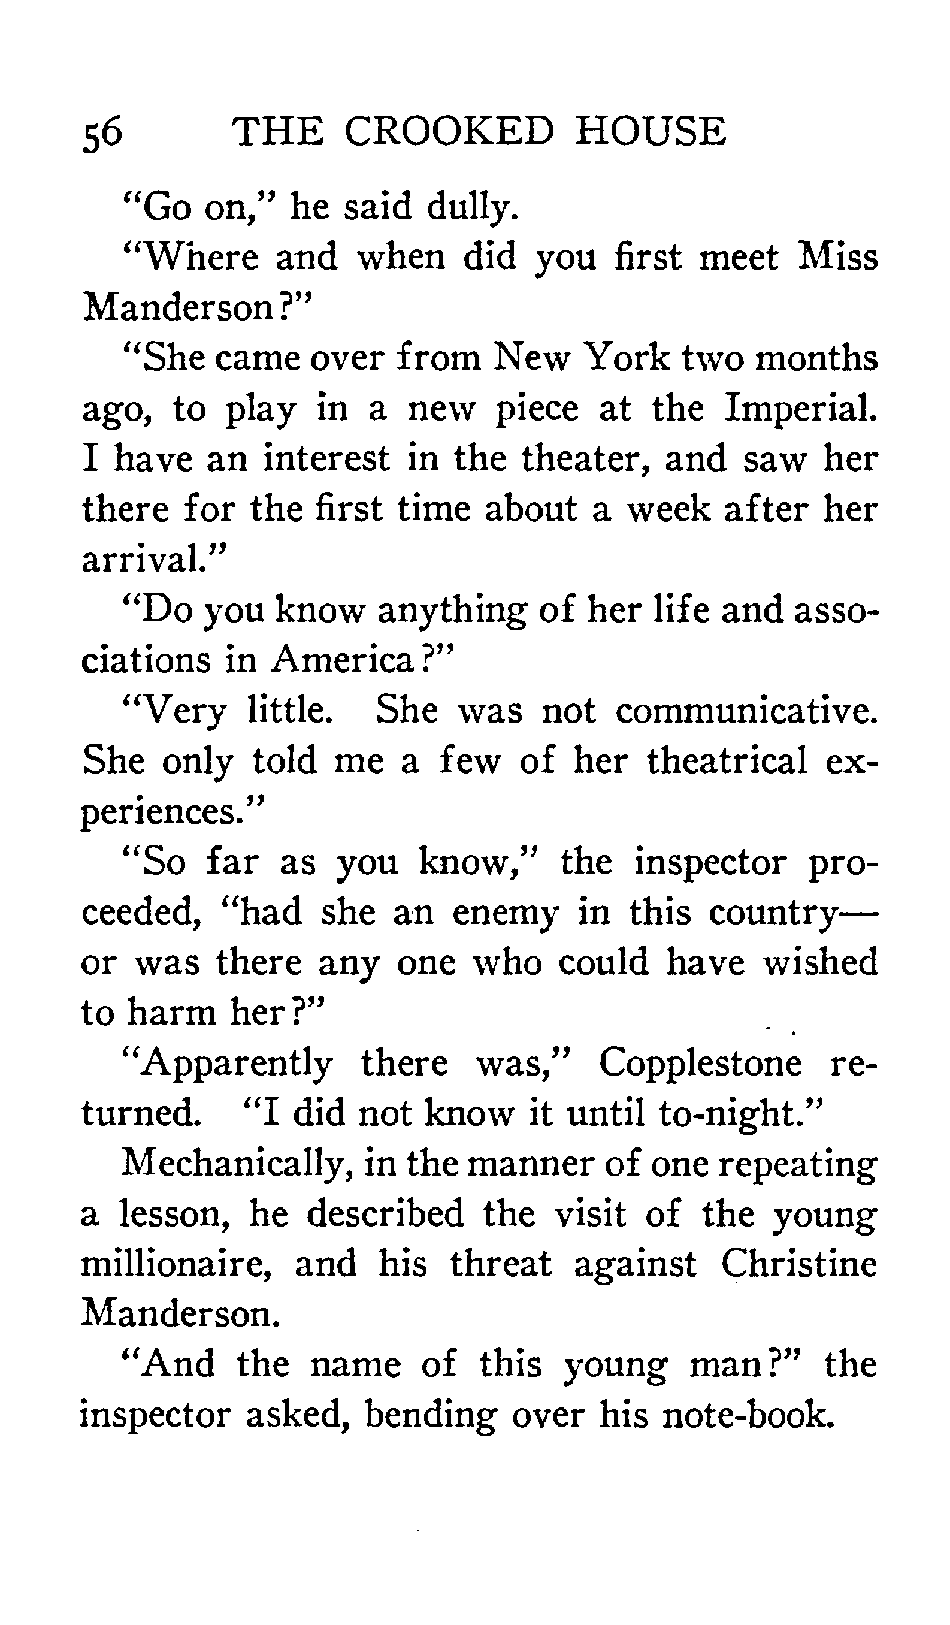 56 THE CROOKED HOUSE
"Go on," he said dully.
"Where and when did you first meet Miss
Manderson?"
"She came over from New York two months
ago, to play in a new piece at the Imperial.
I have an interest in the theater, and saw her
there for the first time about a week after her
arrival."
"Do you know anything of her life and asso-
ciations in America?"
"Very little. She was not communicative.
She only told me a few of her theatrical ex-
periences."
"So far as you know," the inspector pro-
ceeded, "had she an enemy in this country—
or was there any one who could have wished
to harm her?"
"Apparently there was," Copplestone re-
turned. "I did not know it until to-night."
Mechanically, in the manner of one repeating
a lesson, he described the visit of the young
millionaire, and his threat against Christine
Manderson.
"And the name of this young man?" the
inspector asked, bending over his note-book.